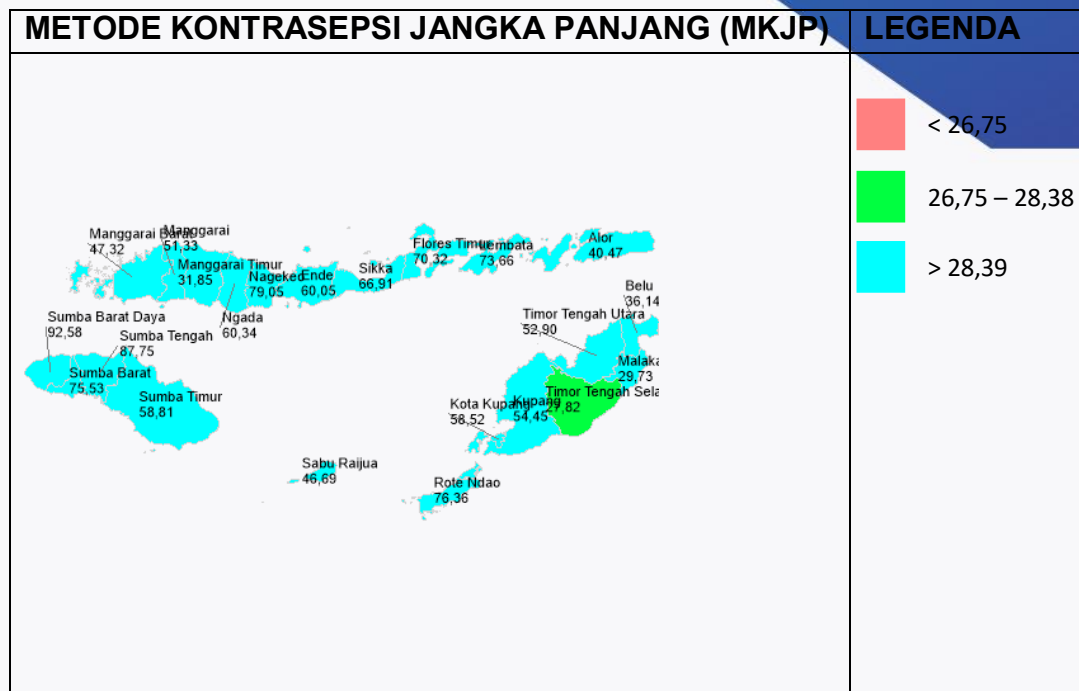 METODE KONTRASEPSI JANGKA PANJANG (MKJP)
LEGENDA
< 26,75
26,75 – 28,38
> 28,39
Manggarai Barat
47,32
Manggarai
51,33
Manggarai Timur
31,85
Nagekeo
79,05
Ende
60,05
Sikka
66,91
Flores Timur
70,32
Lembata
73,66
Alor
40,47
Ngada
60,34
Belu
36,14
Timor Tengah Utara
52,90
Malaka
29,73
Sumba Barat Daya
92,58
Sumba Tengah
87,75
Sumba Barat
75,53
Sumba Timur
58,81
Timor Tengah Sela
27,82
Kota Kupang
58,52
Kupang
54,45
Sabu Raijua
46,69
Rote Ndao
76,36